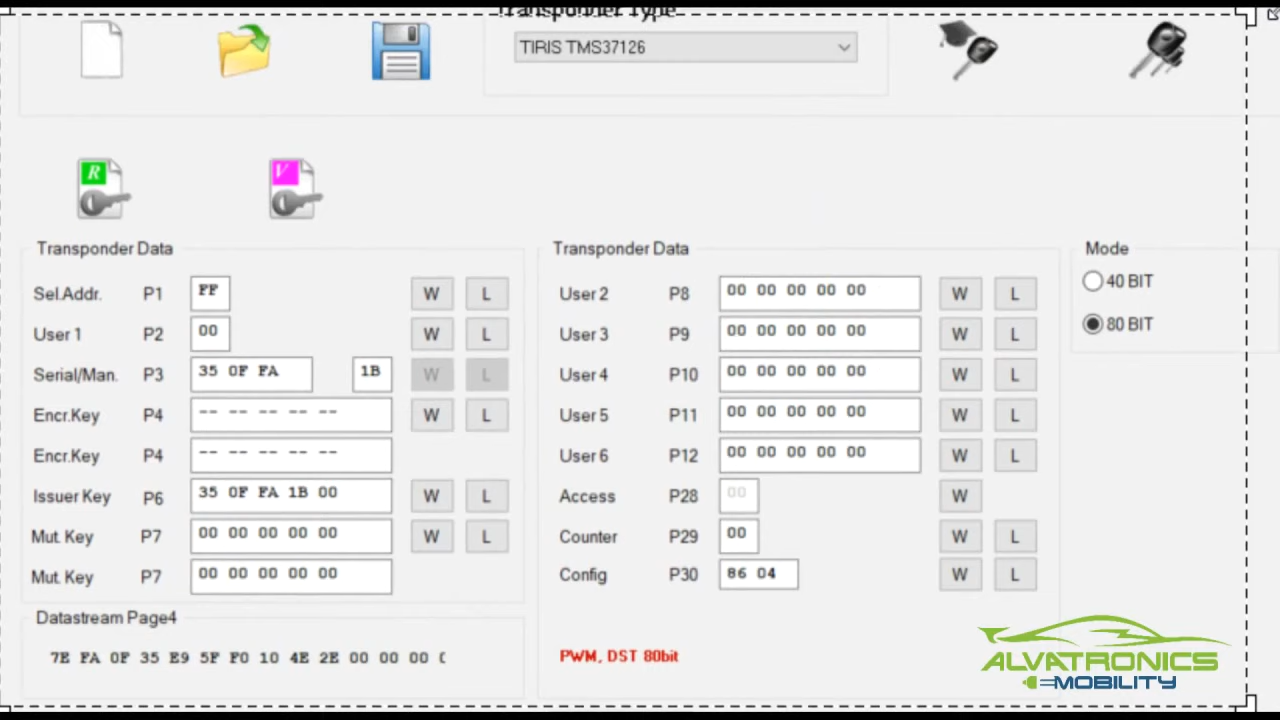 Transponder Type
TIRIS TMS37126
R
V
Transponder Data
Sel.Addr. P1 FF W L
User 1 P2 00 W L
Serial/Man. P3 35 0F FA 1B W L
Encr.Key P4 -- -- -- -- -- W L
Encr.Key P4 -- -- -- -- --
Issuer Key P6 35 0F FA 1B 00 W L
Mut. Key P7 00 00 00 00 00 W L
Mut. Key P7 00 00 00 00 00
Datastream Page4
7E FA 0F 35 E9 5F F0 10 4E 2E 00 00 00
Transponder Data
User 2 P8 00 00 00 00 00 W L
User 3 P9 00 00 00 00 00 W L
User 4 P10 00 00 00 00 00 W L
User 5 P11 00 00 00 00 00 W L
User 6 P12 00 00 00 00 00 W L
Access P28 00 W
Counter P29 00 W L
Config P30 86 04 W L
PWM, DST 80bit
Mode
40 BIT
80 BIT
ALVATRONICS
MOBILITY